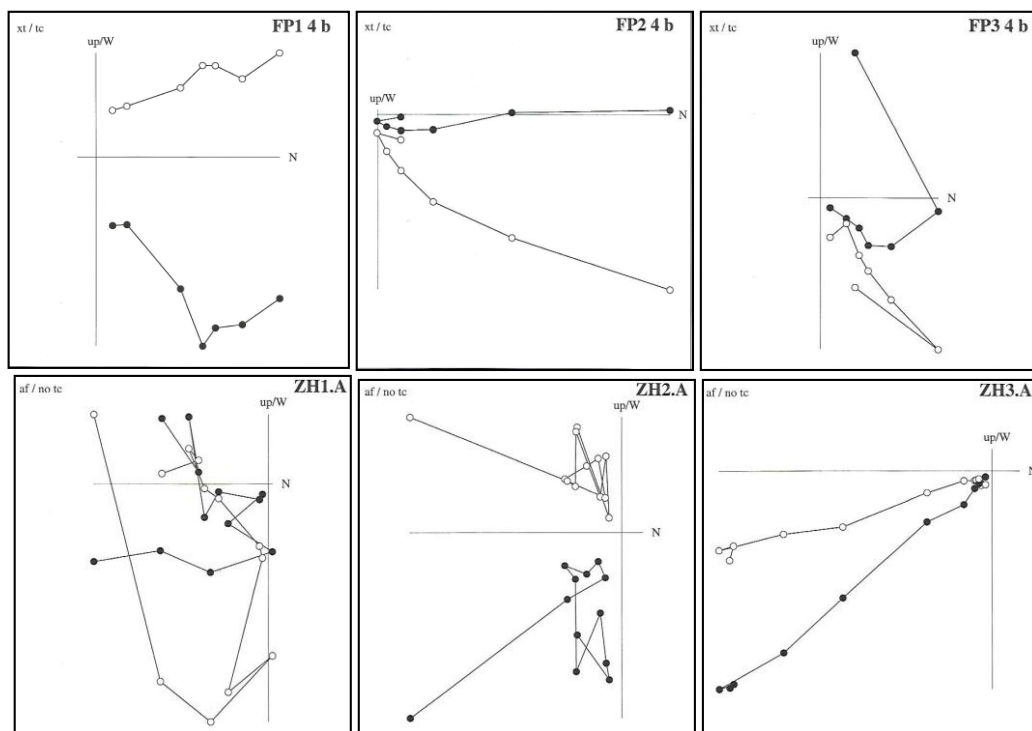 xt / tc FP1 4 b
up/W
N
xt / tc FP2 4 b
up/W
N
xt / tc FP3 4 b
up/W
N
af / no tc ZH1.A
up/W
N
af / no tc ZH2.A
up/W
N
af / no tc ZH3.A
up/W
N